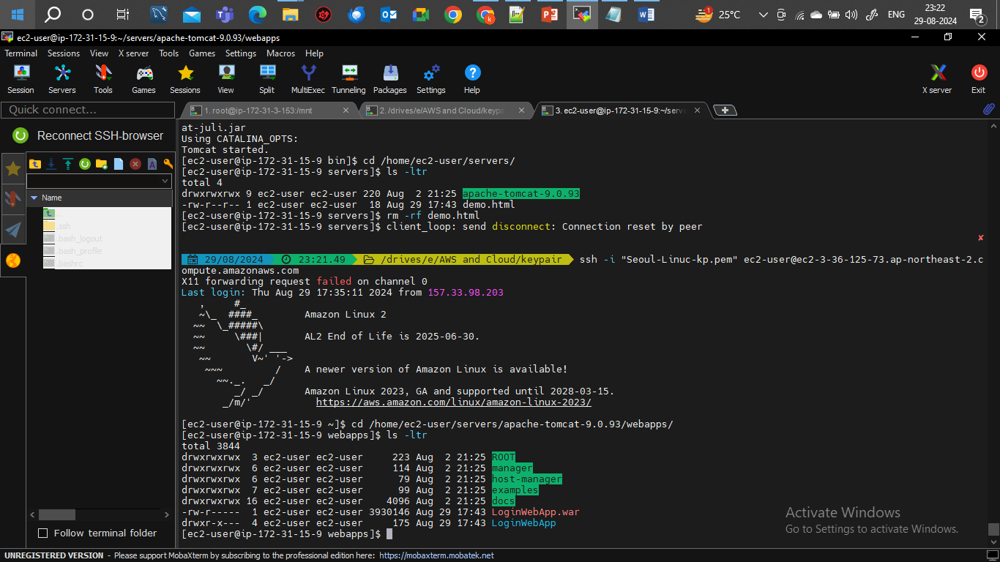 25°C
ENG
23:22
29-08-2024
2
ec2-user@ip-172-31-15-9:~/servers/apache-tomcat-9.0.93/webapps
Terminal Sessions View X server Tools Games Settings Macros Help
Session Servers Tools Games Sessions View Split MultiExec Tunneling Packages Settings Help X server Exit
Quick connect...
1. root@ip-172-31-3-153:/mnt
2. /drives/e/AWS and Cloud/keypa
3. ec2-user@ip-172-31-15-9:~/serve
Reconnect SSH-browser
Name
..
.ssh
.bash_logout
.bash_profile
.bashrc
Follow terminal folder
at-juli.jar
Using CATALINA_OPTS:
Tomcat started.
[ec2-user@ip-172-31-15-9 bin]$ cd /home/ec2-user/servers/
[ec2-user@ip-172-31-15-9 servers]$ ls -ltr
total 4
drwxrwxrwx 9 ec2-user ec2-user 220 Aug  2 21:25 apache-tomcat-9.0.93
-rw-r--r-- 1 ec2-user ec2-user  18 Aug 29 17:43 demo.html
[ec2-user@ip-172-31-15-9 servers]$ rm -rf demo.html
[ec2-user@ip-172-31-15-9 servers]$ client_loop: send disconnect: Connection reset by peer
29/08/2024 23:21.49 /drives/e/AWS and Cloud/keypair ssh -i "Seoul-Linuc-kp.pem" ec2-user@ec2-3-36-125-73.ap-northeast-2.c
ompute.amazonaws.com
X11 forwarding request failed on channel 0
Last login: Thu Aug 29 17:35:11 2024 from 157.33.98.203
   ,     #_
   ~\_  ####_        Amazon Linux 2
  ~~  \_#####\
  ~~     \###|       AL2 End of Life is 2025-06-30.
  ~~       \#/ ___
   ~~       V~' '->
    ~~~         /    A newer version of Amazon Linux is available!
      ~~._.   _/
         _/ _/       Amazon Linux 2023, GA and supported until 2028-03-15.
       _/m/'           https://aws.amazon.com/linux/amazon-linux-2023/
[ec2-user@ip-172-31-15-9 ~]$ cd /home/ec2-user/servers/apache-tomcat-9.0.93/webapps/
[ec2-user@ip-172-31-15-9 webapps]$ ls -ltr
total 3844
drwxrwxrwx  3 ec2-user ec2-user     223 Aug  2 21:25 ROOT
drwxrwxrwx  6 ec2-user ec2-user     114 Aug  2 21:25 manager
drwxrwxrwx  6 ec2-user ec2-user      79 Aug  2 21:25 host-manager
drwxrwxrwx  7 ec2-user ec2-user      99 Aug  2 21:25 examples
drwxrwxrwx 16 ec2-user ec2-user    4096 Aug  2 21:25 docs
-rw-r-----  1 ec2-user ec2-user 3930146 Aug 29 17:43 LoginWebApp.war
drwxr-x---  4 ec2-user ec2-user     175 Aug 29 17:43 LoginWebApp
[ec2-user@ip-172-31-15-9 webapps]$
Activate Windows
Go to Settings to activate Windows.
UNREGISTERED VERSION - Please support MobaXterm by subscribing to the professional edition here: https://mobaxterm.mobatek.net